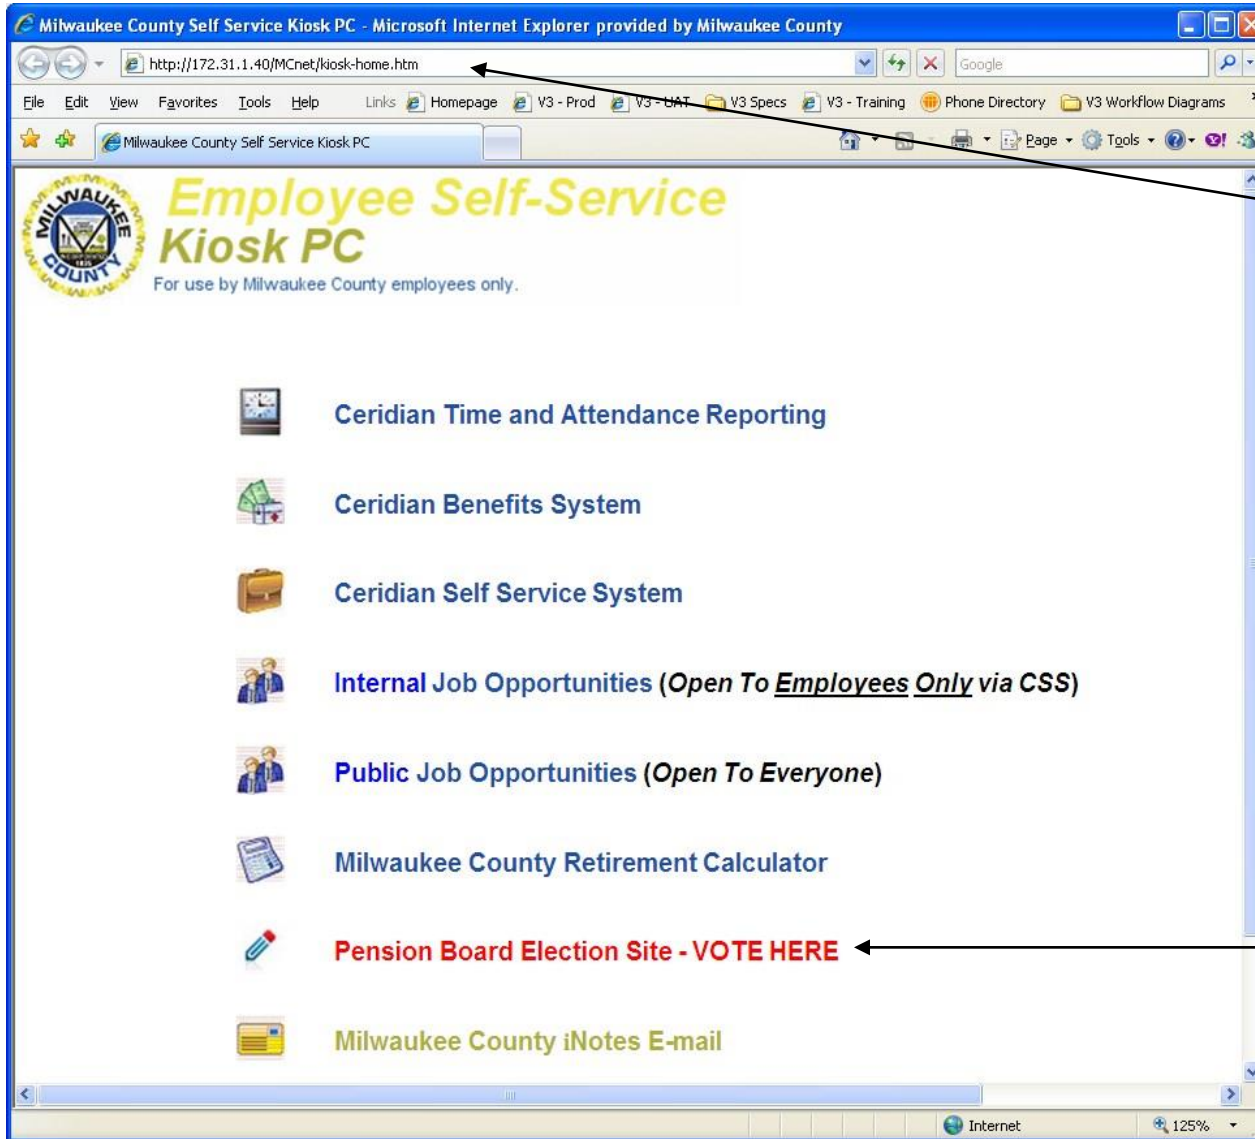 Milwaukee County Self Service Kiosk PC - Microsoft Internet Explorer provided by Milwaukee County
http://172.31.1.40/MCnet/kiosk-home.htm
Google
File Edit View Favorites Tools Help Links Homepage V3 - Prod V3 - UAT V3 Specs V3 - Training Phone Directory V3 Workflow Diagrams
Milwaukee County Self Service Kiosk PC
Page Tools
MILWAUKEE COUNTY
Employee Self-Service
Kiosk PC
For use by Milwaukee County employees only.
Ceridian Time and Attendance Reporting
Ceridian Benefits System
Ceridian Self Service System
Internal Job Opportunities (Open To Employees Only via CSS)
Public Job Opportunities (Open To Everyone)
Milwaukee County Retirement Calculator
Pension Board Election Site - VOTE HERE
Milwaukee County iNotes E-mail
Internet
125%